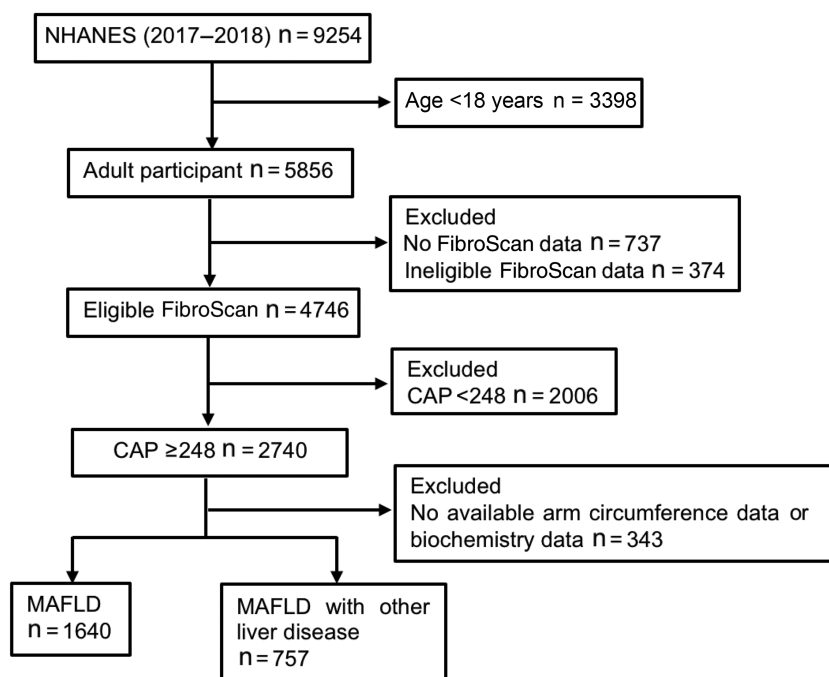 NHANES (2017–2018) n = 9254
Age <18 years n = 3398
Adult participant n = 5856
Excluded
No FibroScan data n = 737
Ineligible FibroScan data n = 374
Eligible FibroScan n = 4746
Excluded
CAP <248 n = 2006
CAP ≥248 n = 2740
Excluded
No available arm circumference data or
biochemistry data n = 343
MAFLD
n = 1640
MAFLD with other
liver disease
n = 757